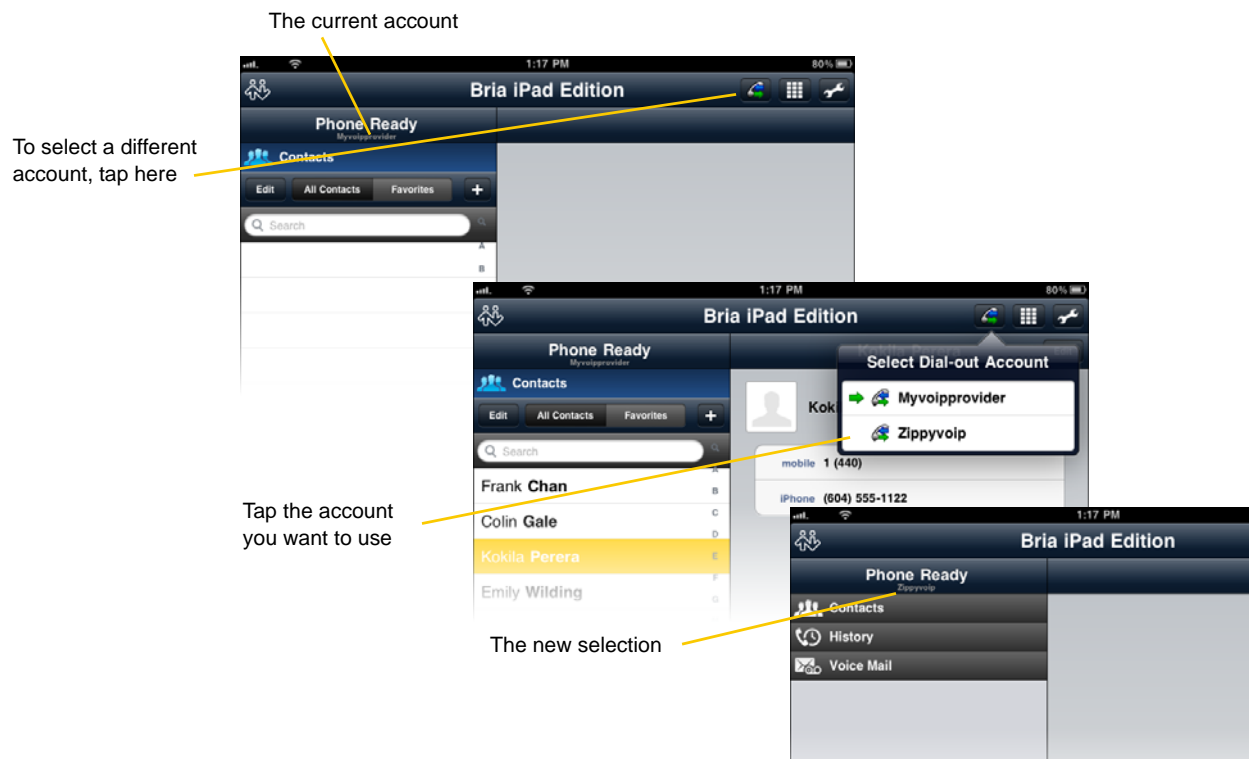 The current account
1:17 PM
80%
Bria iPad Edition
Phone Ready
Myvoipprovider
To select a different
account, tap here
Contacts
Edit
All Contacts
Favorites
+
Search
A
B
1:17 PM
80%
Bria iPad Edition
Phone Ready
Myvoipprovider
Select Dial-out Account
Contacts
Myvoipprovider
Edit
All Contacts
Favorites
+
Koki
Zippyvoip
Search
mobile 1 (440)
A
Frank Chan
B
iPhone (604) 555-1122
Tap the account
you want to use
C
Colin Gale
D
Kokila Perera
E
F
Emily Wilding
G
1:17 PM
Bria iPad Edition
Phone Ready
Zippyvoip
Contacts
The new selection
History
Voice Mail